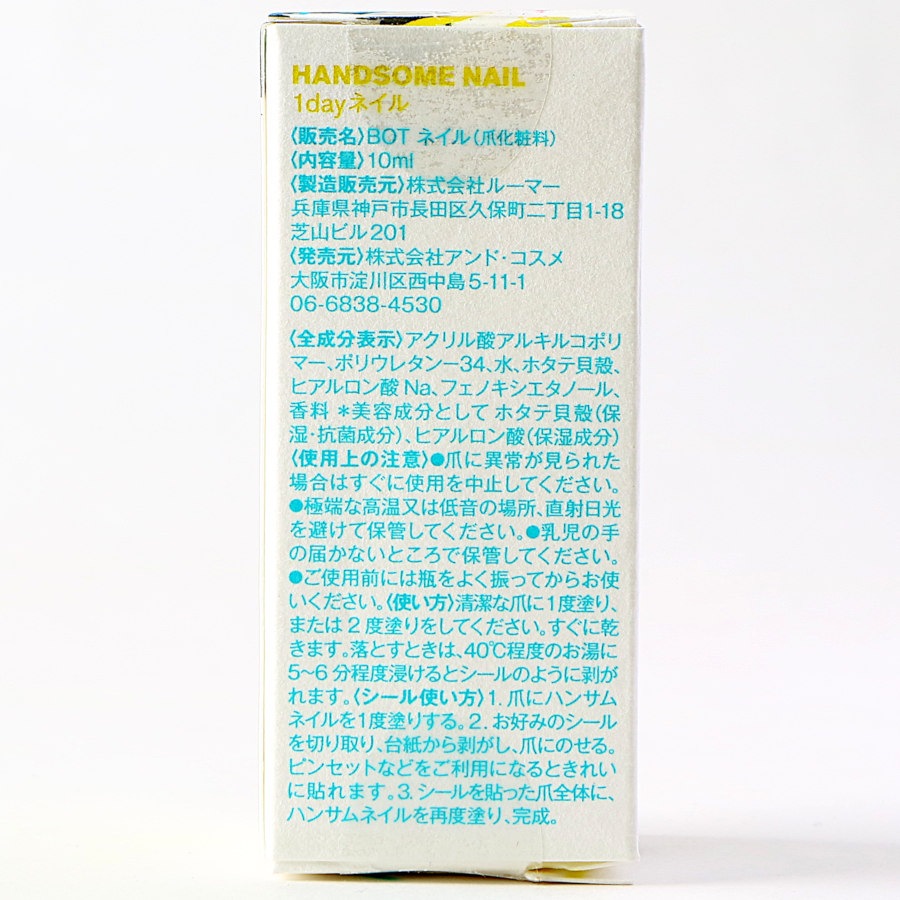 HANDSOME NAIL
1dayネイル
〈販売名〉BOT ネイル（爪化粧料）
〈内容量〉10ml
〈製造販売元〉株式会社ルーマー
兵庫県神戸市長田区久保町二丁目1-18
芝山ビル201
〈発売元〉株式会社アンド・コスメ
大阪市淀川区西中島5-11-1
06-6838-4530
〈全成分表示〉アクリル酸アルキルコポリ
マー、ポリウレタンー34、水、ホタテ貝殻、
ヒアルロン酸Na、フェノキシエタノール、
香料 ＊美容成分として ホタテ貝殻（保
湿・抗菌成分）、ヒアルロン酸（保湿成分）
〈使用上の注意〉●爪に異常が見られた
場合はすぐに使用を中止してください。
●極端な高温又は低音の場所、直射日光
を避けて保管してください。●乳児の手
の届かないところで保管してください。
●ご使用前には瓶をよく振ってからお使
いください。〈使い方〉清潔な爪に1度塗り、
または2度塗りをしてください。すぐに乾
きます。落とすときは、40℃程度のお湯に
5〜6分程度浸けるとシールのように剥が
れます。〈シール使い方〉1. 爪にハンサム
ネイルを1度塗りする。2. お好みのシール
を切り取り、台紙から剥がし、爪にのせる。
ピンセットなどをご利用になるときれい
に貼れます。3. シールを貼った爪全体に、
ハンサムネイルを再度塗り、完成。